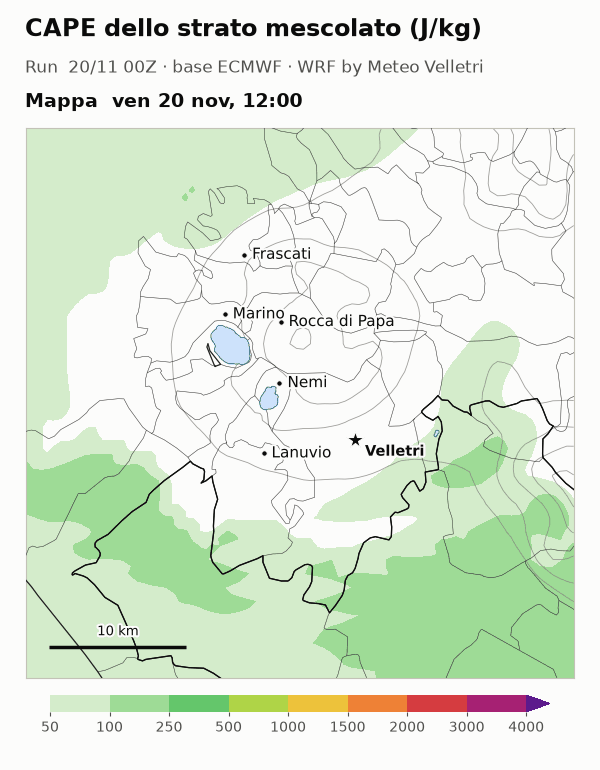 CAPE dello strato mescolato (J/kg)
Run  20/11 00Z · base ECMWF · WRF by Meteo Velletri
Mappa  ven 20 nov, 12:00
Frascati
Marino
Rocca di Papa
Nemi
Velletri
Lanuvio
10 km
50 100 250 500 1000 1500 2000 3000 4000